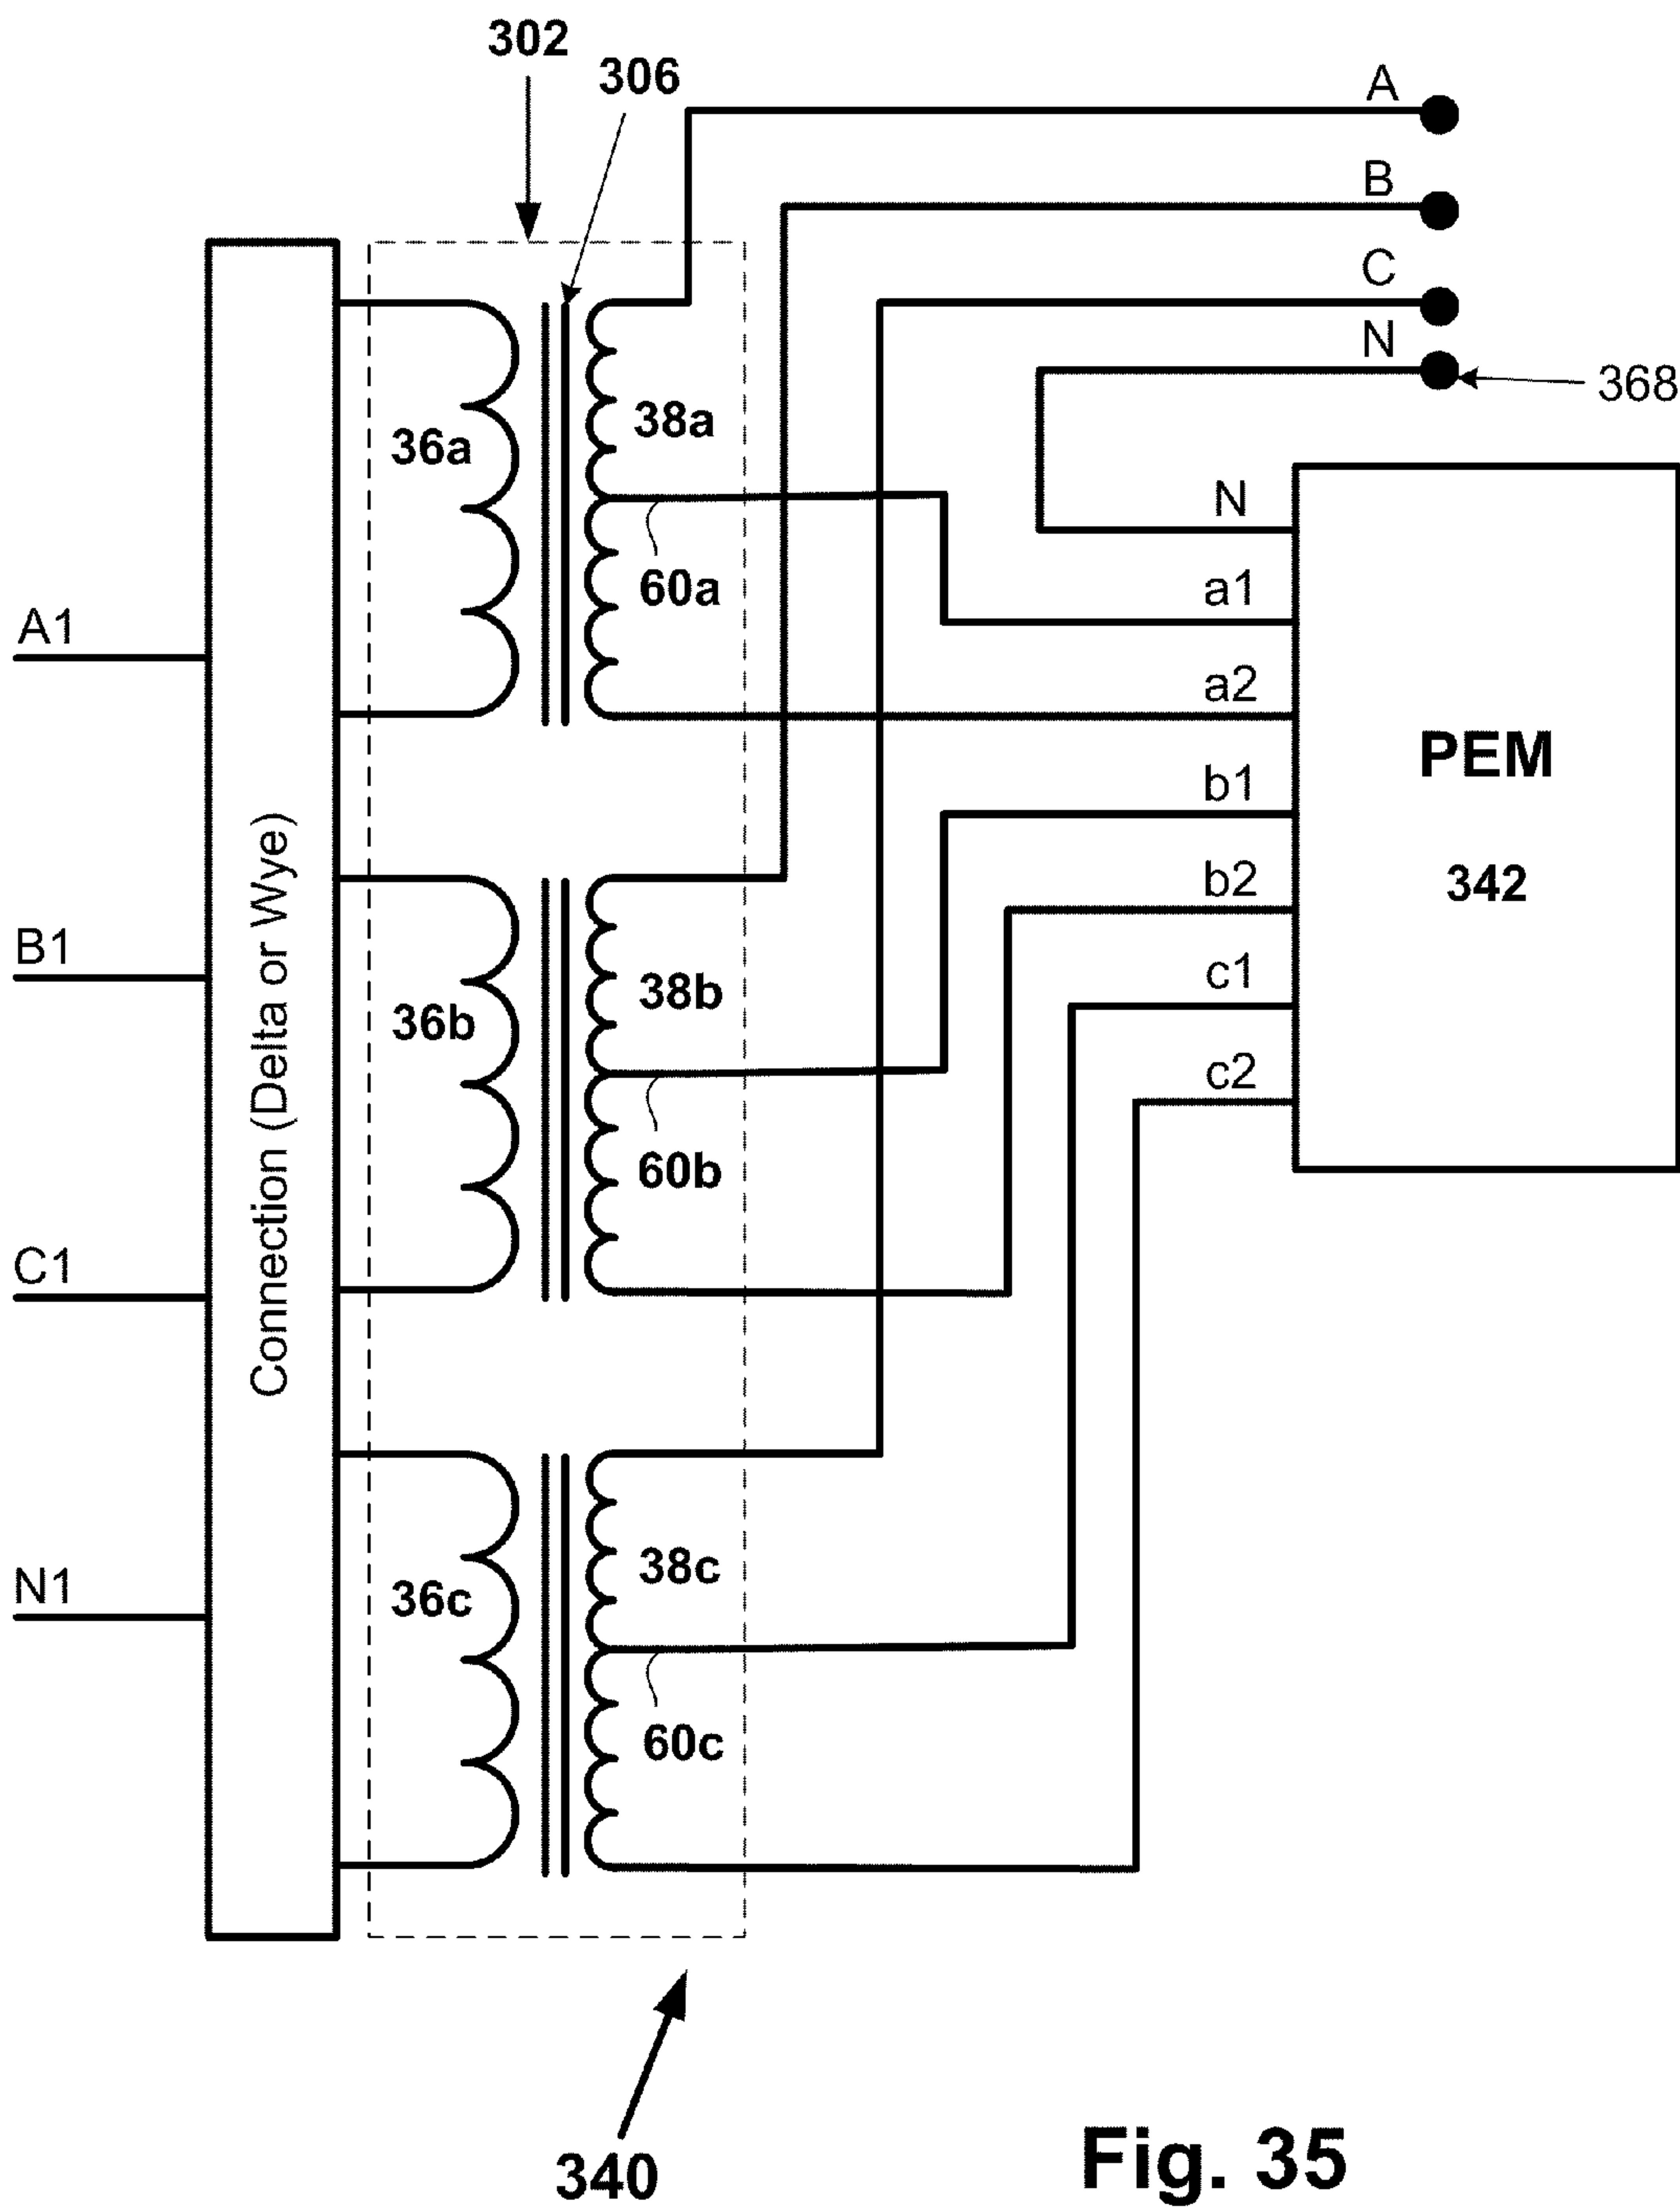 302
306
A
B
C
N
368
36a
38a
N
60a
a1
A1
a2
PEM
b1
342
b2
B1
38b
c1
36b
c2
60b
Connection (Delta or Wye)
C1
38c
N1
36c
60c
340
Fig. 35